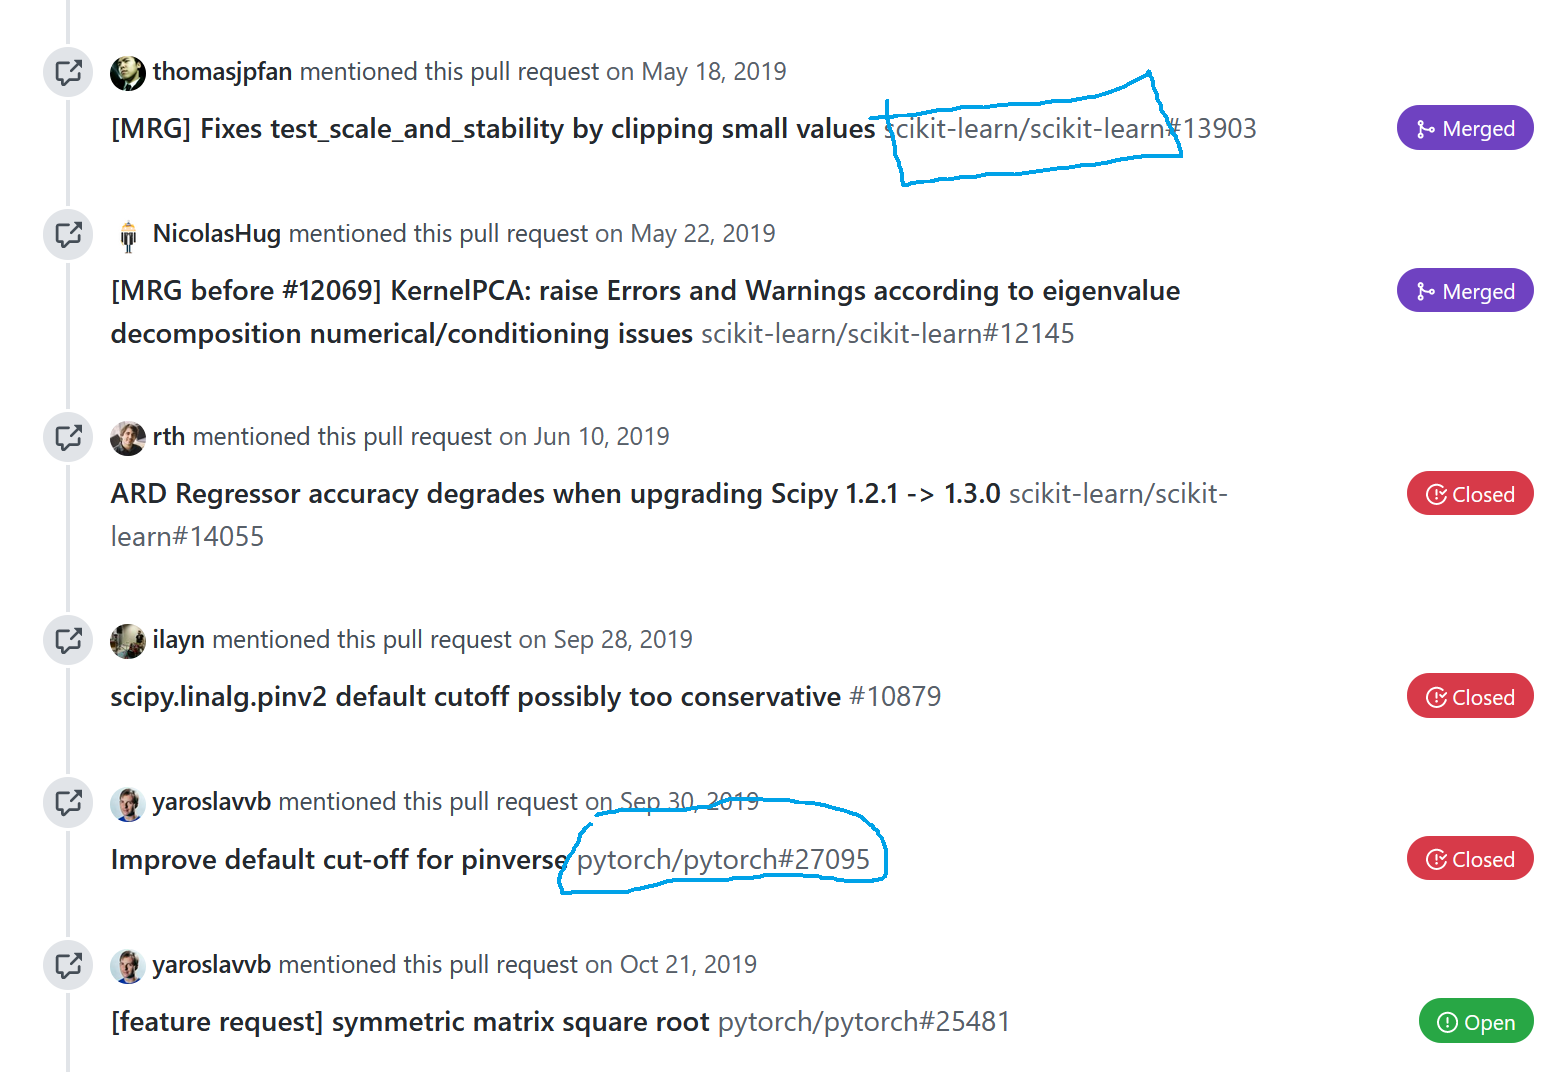 thomasjpfan mentioned this pull request on May 18, 2019
[MRG] Fixes test_scale_and_stability by clipping small values scikit-learn/scikit-learn#13903
Merged
NicolasHug mentioned this pull request on May 22, 2019
[MRG before #12069] KernelPCA: raise Errors and Warnings according to eigenvalue
Merged
decomposition numerical/conditioning issues scikit-learn/scikit-learn#12145
rth mentioned this pull request on Jun 10, 2019
ARD Regressor accuracy degrades when upgrading Scipy 1.2.1 -> 1.3.0 scikit-learn/scikit-
Closed
learn#14055
ilayn mentioned this pull request on Sep 28, 2019
scipy.linalg.pinv2 default cutoff possibly too conservative #10879
Closed
yaroslavvb mentioned this pull request on Sep 30, 2019
Improve default cut-off for pinverse pytorch/pytorch#27095
Closed
yaroslavvb mentioned this pull request on Oct 21, 2019
[feature request] symmetric matrix square root pytorch/pytorch#25481
Open